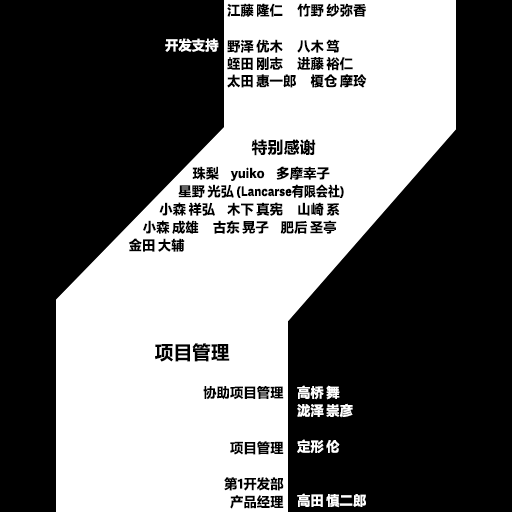 江藤 隆仁 竹野 纱弥香
开发支持 野泽 优木 八木 笃
蛭田 刚志 进藤 裕仁
太田 惠一郎 榎仓 摩玲
特别感谢
珠梨 yuiko 多摩幸子
星野 光弘 (Lancarse有限会社)
小森 祥弘 木下 真宪 山崎 系
小森 成雄 古东 晃子 肥后 圣亭
金田 大辅
项目管理
协助项目管理 高桥 舞
泷泽 崇彦
项目管理 定形 伦
第1开发部
产品经理 高田 慎二郎